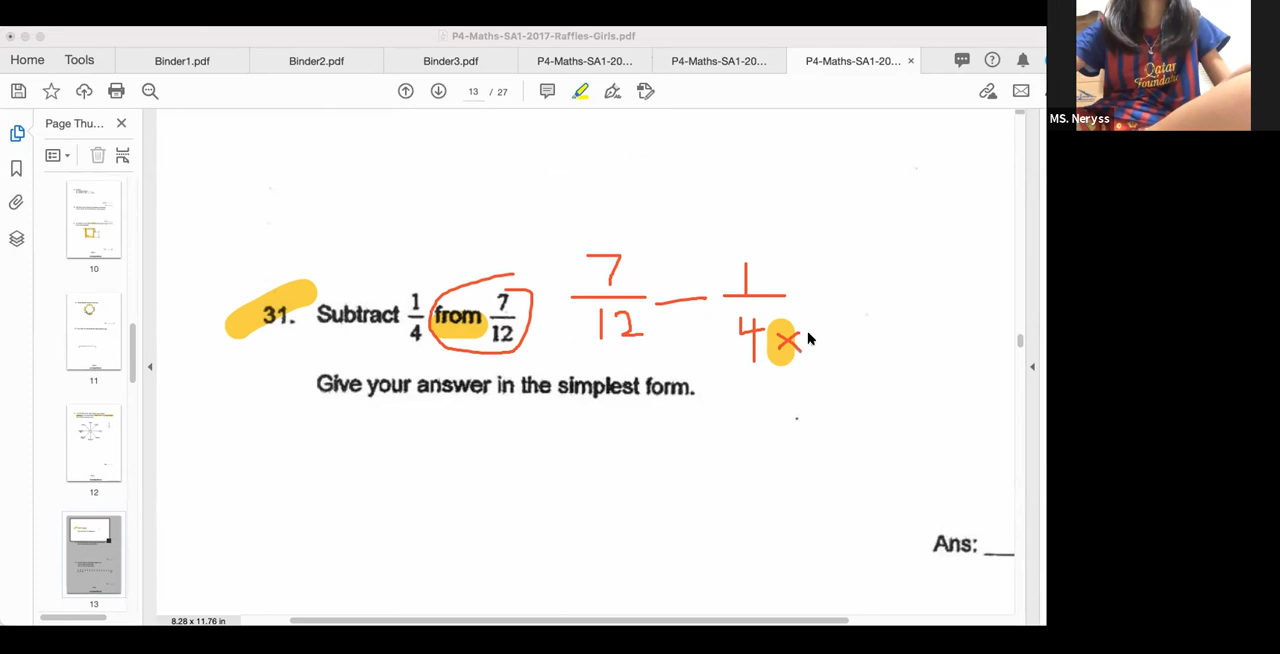 P4-Maths-SA1-2017-Raffies-Girls.pdf
Home Tools Binder1.pdf Binder2.pdf Binder3.pdf P4-Maths-SA1-20... P4-Maths-SA1-20... P4-Maths-SA1-20... ×
13 / 27
Page Thu... ×
10
11
12
13
31. Subtract 1/4 from 7/12
7/12 - 1/4 ×
Give your answer in the simplest form.
Ans: ___
8.28 x 11.76 in
Qatar
Foundation
MS. Neryss